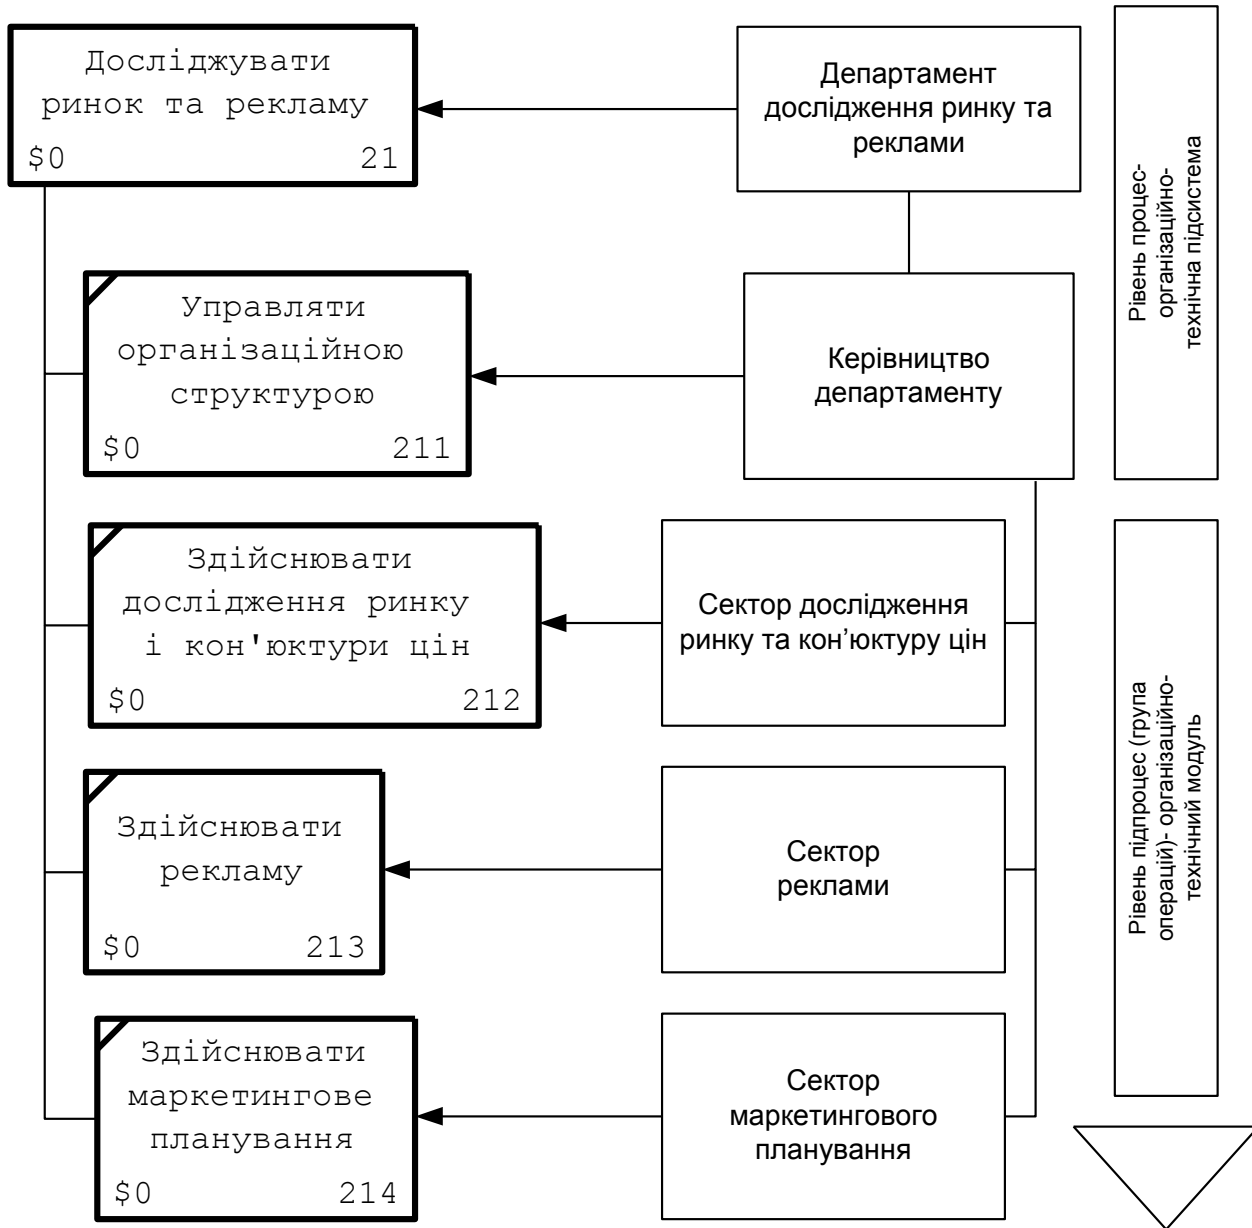 Досліджувати
ринок та рекламу
$0 21
Департамент
дослідження ринку та
реклами
Рівень процес-
організаційно-
технічна підсистема
Управляти
організаційною
структурою
$0 211
Керівництво
департаменту
Здійснювати
дослідження ринку
і кон'юктури цін
$0 212
Сектор дослідження
ринку та кон’юктуру цін
Рівень підпроцес (група
операцій)- організаційно-
технічний модуль
Здійснювати
рекламу
$0 213
Сектор
реклами
Здійснювати
маркетингове
планування
$0 214
Сектор
маркетингового
планування